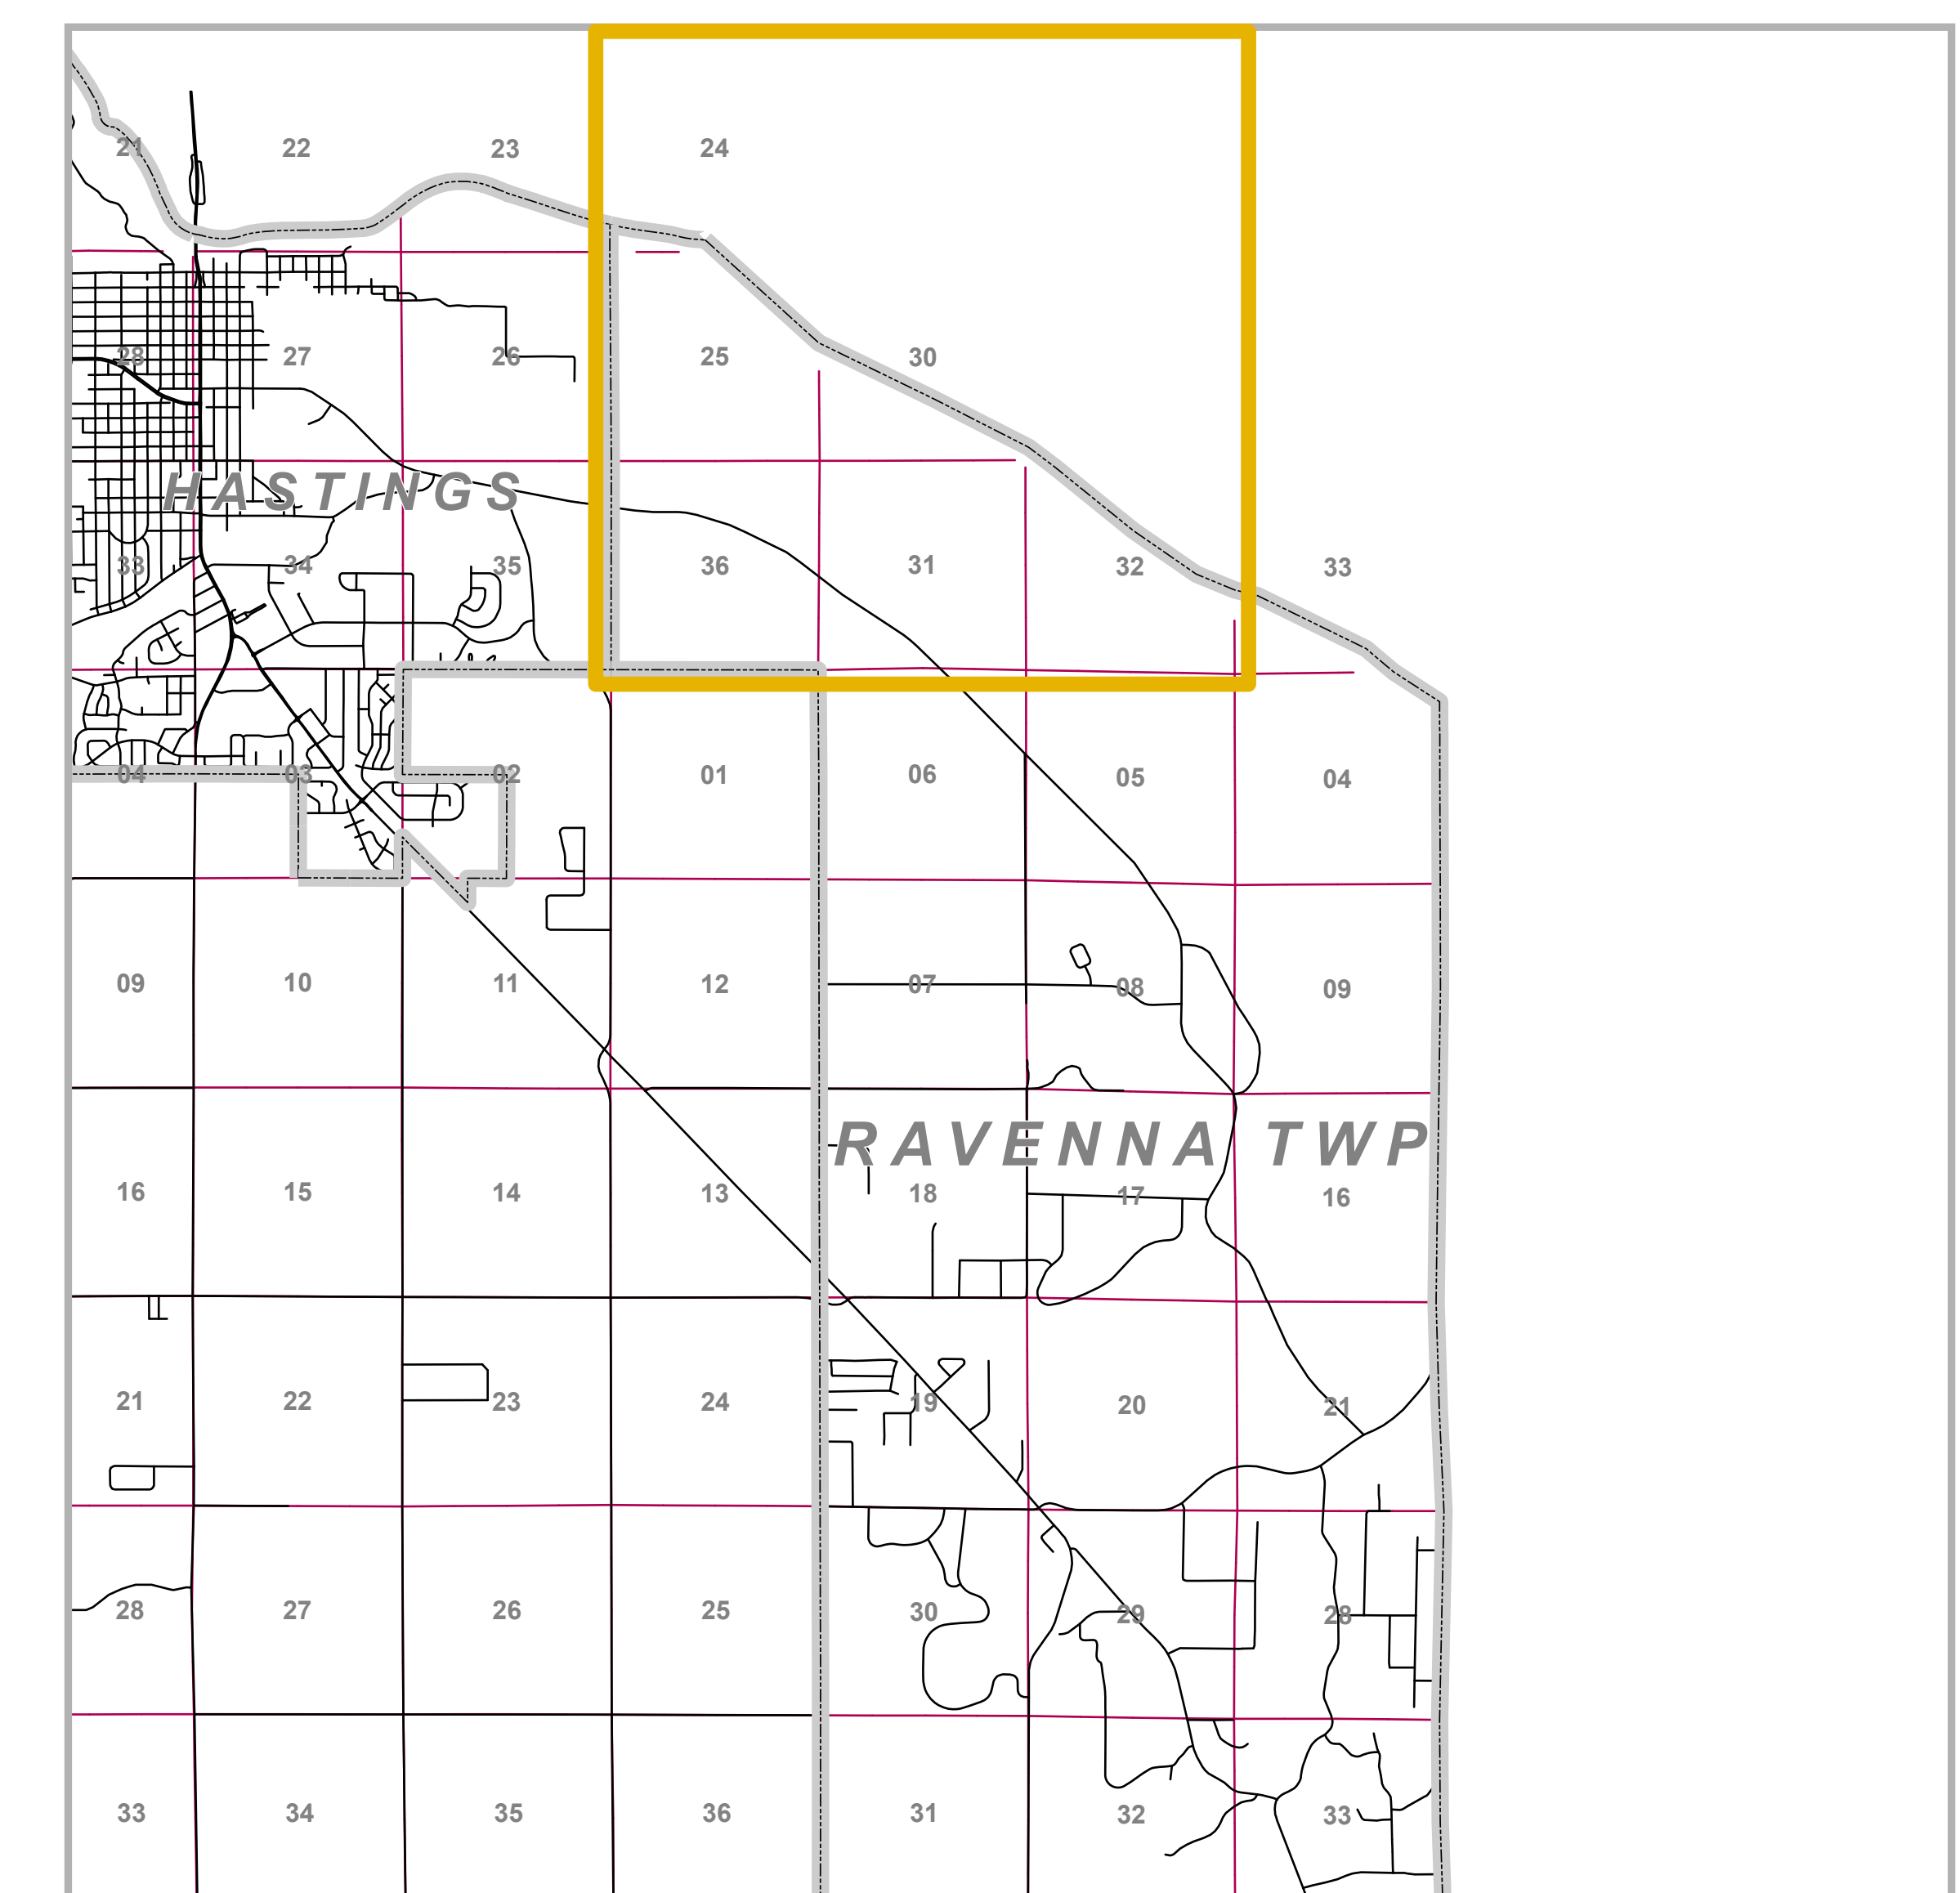 21 22 23 24
28 27 26 25 30
HASTINGS
33 34 35 36 31 32 33
04 03 02 01 06 05 04
09 10 11 12 07 08 09
RAVENNA TWP
16 15 14 13 18 17 16
21 22 23 24 19 20 21
28 27 26 25 30 29 28
33 34 35 36 31 32 33